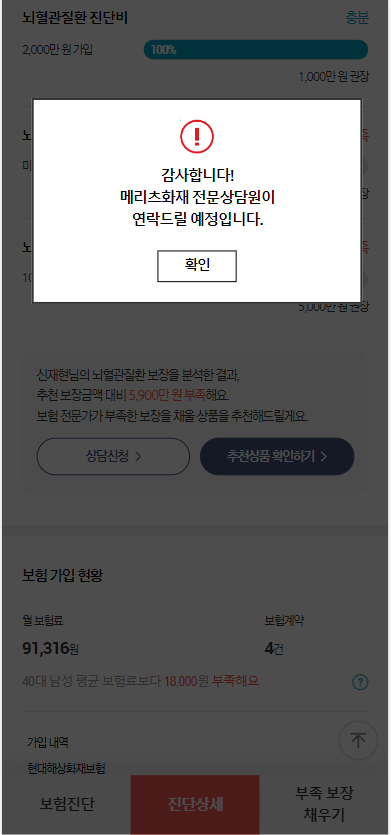 뇌혈관질환 진단비 충분
2,000만 원 가입 100%
1,000만 원 권장
감사합니다!
메리츠화재 전문상담원이
연락드릴 예정입니다.
확인
5,000만 원 권장
신재현님의 뇌혈관질환 보장을 분석한 결과,
추천 보장금액 대비 5,900만 원 부족해요.
보험 전문가가 부족한 보장을 채울 상품을 추천해드릴게요.
상담신청 >
추천상품 확인하기 >
보험 가입 현황
월 보험료 보험계약
91,316원 4건
40대 남성 평균 보험료보다 18,000원 부족해요 ?
가입 내역
현대해상화재보험
보험진단
진단상세
부족 보장
채우기